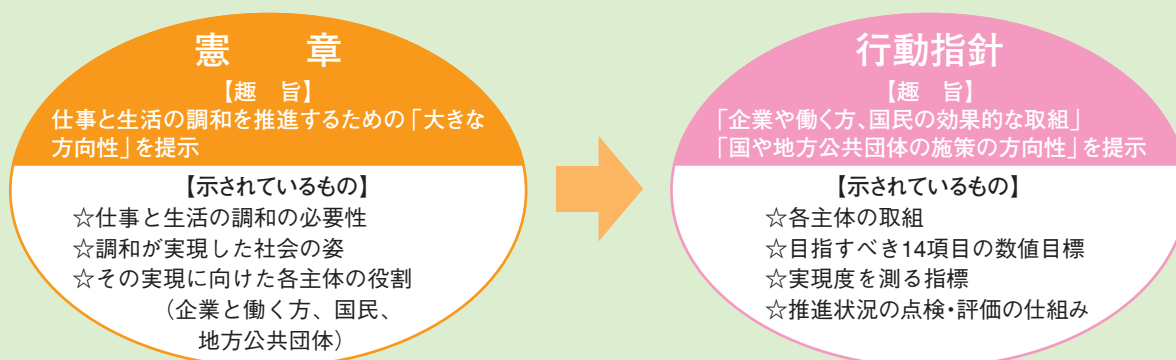 憲　章
【趣　旨】
仕事と生活の調和を推進するための「大きな
方向性」を提示
【示されているもの】
☆仕事と生活の調和の必要性
☆調和が実現した社会の姿
☆その実現に向けた各主体の役割
（企業と働く方、国民、
地方公共団体）
行動指針
【趣　旨】
「企業や働く方、国民の効果的な取組」
「国や地方公共団体の施策の方向性」を提示
【示されているもの】
☆各主体の取組
☆目指すべき14項目の数値目標
☆実現度を測る指標
☆推進状況の点検・評価の仕組み